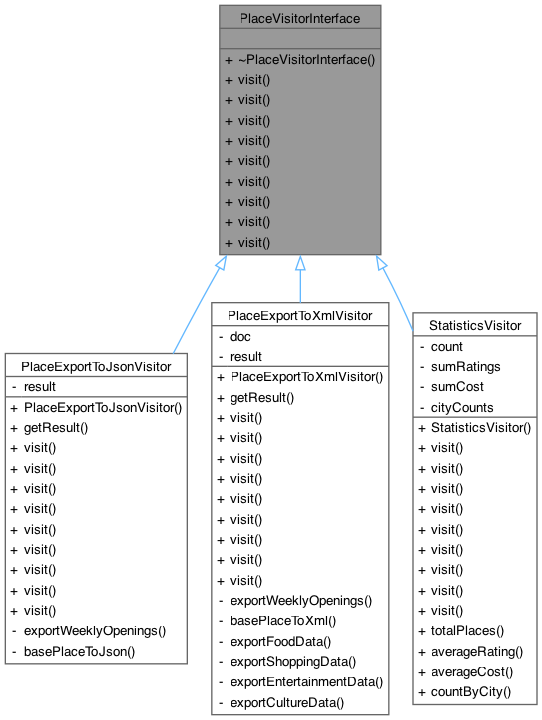 PlaceVisitorInterface
+ ~PlaceVisitorInterface()
+ visit()
+ visit()
+ visit()
+ visit()
+ visit()
+ visit()
+ visit()
+ visit()
+ visit()
PlaceExportToJsonVisitor
- result
+ PlaceExportToJsonVisitor()
+ getResult()
+ visit()
+ visit()
+ visit()
+ visit()
+ visit()
+ visit()
+ visit()
+ visit()
+ visit()
- exportWeeklyOpenings()
- basePlaceToJson()
PlaceExportToXmlVisitor
- doc
- result
+ PlaceExportToXmlVisitor()
+ getResult()
+ visit()
+ visit()
+ visit()
+ visit()
+ visit()
+ visit()
+ visit()
+ visit()
+ visit()
- exportWeeklyOpenings()
- basePlaceToXml()
- exportFoodData()
- exportShoppingData()
- exportEntertainmentData()
- exportCultureData()
StatisticsVisitor
- count
- sumRatings
- sumCost
- cityCounts
+ StatisticsVisitor()
+ visit()
+ visit()
+ visit()
+ visit()
+ visit()
+ visit()
+ visit()
+ visit()
+ visit()
+ totalPlaces()
+ averageRating()
+ averageCost()
+ countByCity()